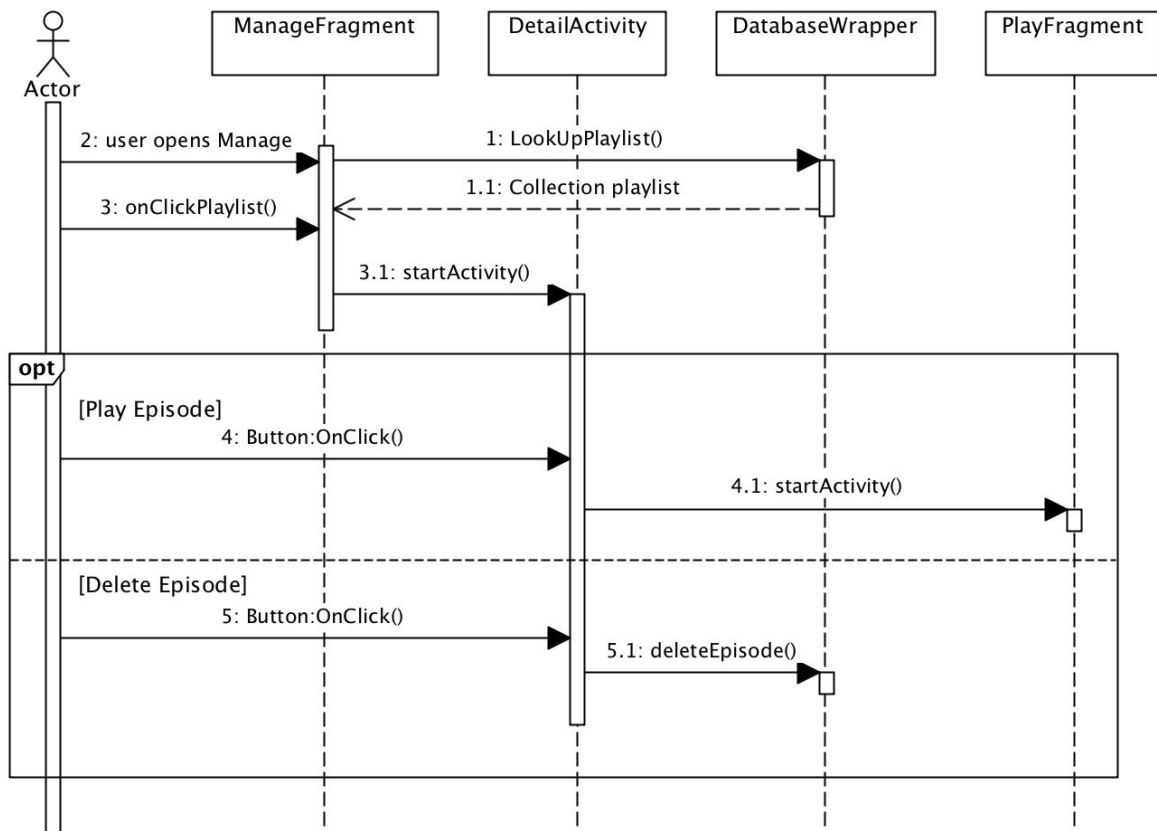 ManageFragment
DetailActivity
DatabaseWrapper
PlayFragment
Actor
2: user opens Manage
1: LookUpPlaylist()
1.1: Collection playlist
3: onClickPlaylist()
3.1: startActivity()
opt
[Play Episode]
4: Button:OnClick()
4.1: startActivity()
[Delete Episode]
5: Button:OnClick()
5.1: deleteEpisode()